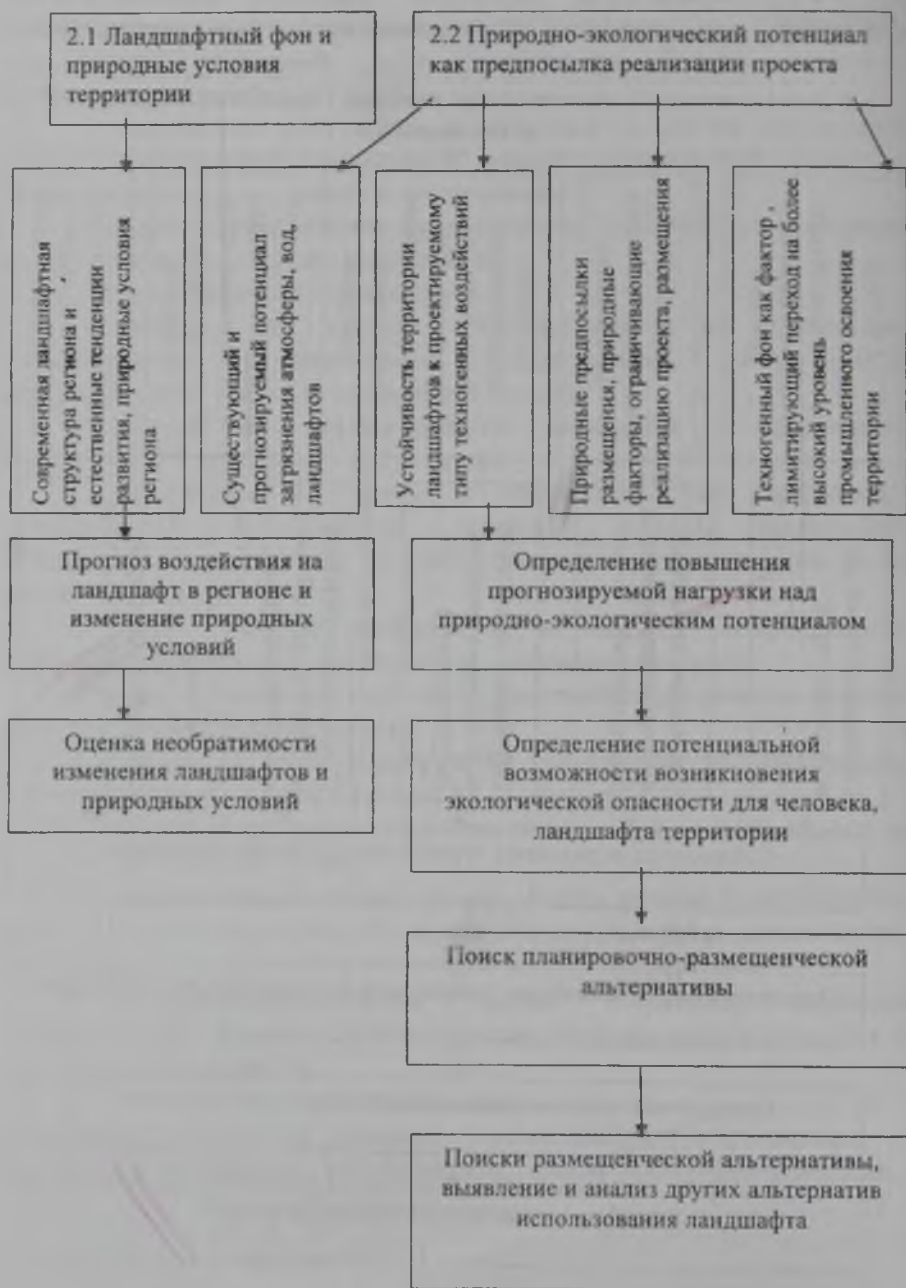 2.1 Ландшафтный фон и
природные условия
территории
2.2 Природно-экологический потенциал
как предпосылка реализации проекта
Современная ландшафтная
структура региона и
естественные тенденции
развития, природные условия
региона
Существующий и
прогнозируемый потенциал
загрязнения атмосферы, вод,
ландшафтов
Устойчивость территории
ландшафтов к проектируемому
типу техногенных воздействий
Природные предпосылки
размещения, природные
факторы, ограничивающие
реализацию проекта, размещения
Техногенный фон как фактор ,
лимитирующий переход на более
высокий уровень
промышленного освоения
территории
Прогноз воздействия на
ландшафт в регионе и
изменение природных
условий
Определение повышения
прогнозируемой нагрузки над
природно-экологическим потенциалом
Оценка необратимости
изменения ландшафтов и
природных условий
Определение потенциальной
возможности возникновения
экологической опасности для человека,
ландшафта территории
Поиск планировочно-размещенческой
альтернативы
Поиски размещенческой альтернативы,
выявление и анализ других альтернатив
использования ландшафта